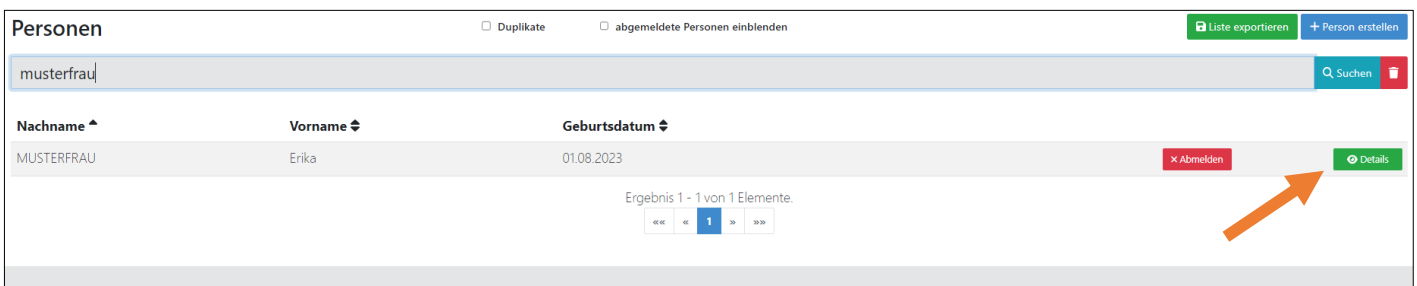 Personen Duplikate abgemeldete Personen einblenden Liste exportieren + Person erstellen
musterfrau Suchen
Nachname Vorname Geburtsdatum
MUSTERFRAU Erika 01.08.2023 × Abmelden Details
Ergebnis 1 - 1 von 1 Elemente.
«« « 1 » »»